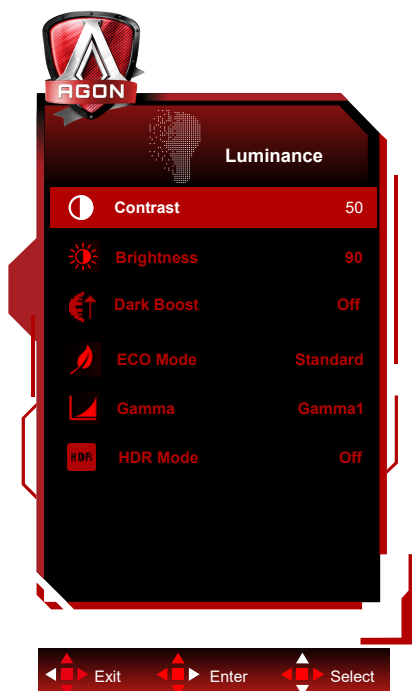 AGON
Luminance
Contrast 50
Brightness 90
Dark Boost Off
ECO Mode Standard
Gamma Gamma1
HDR HDR Mode Off
Exit Enter Select